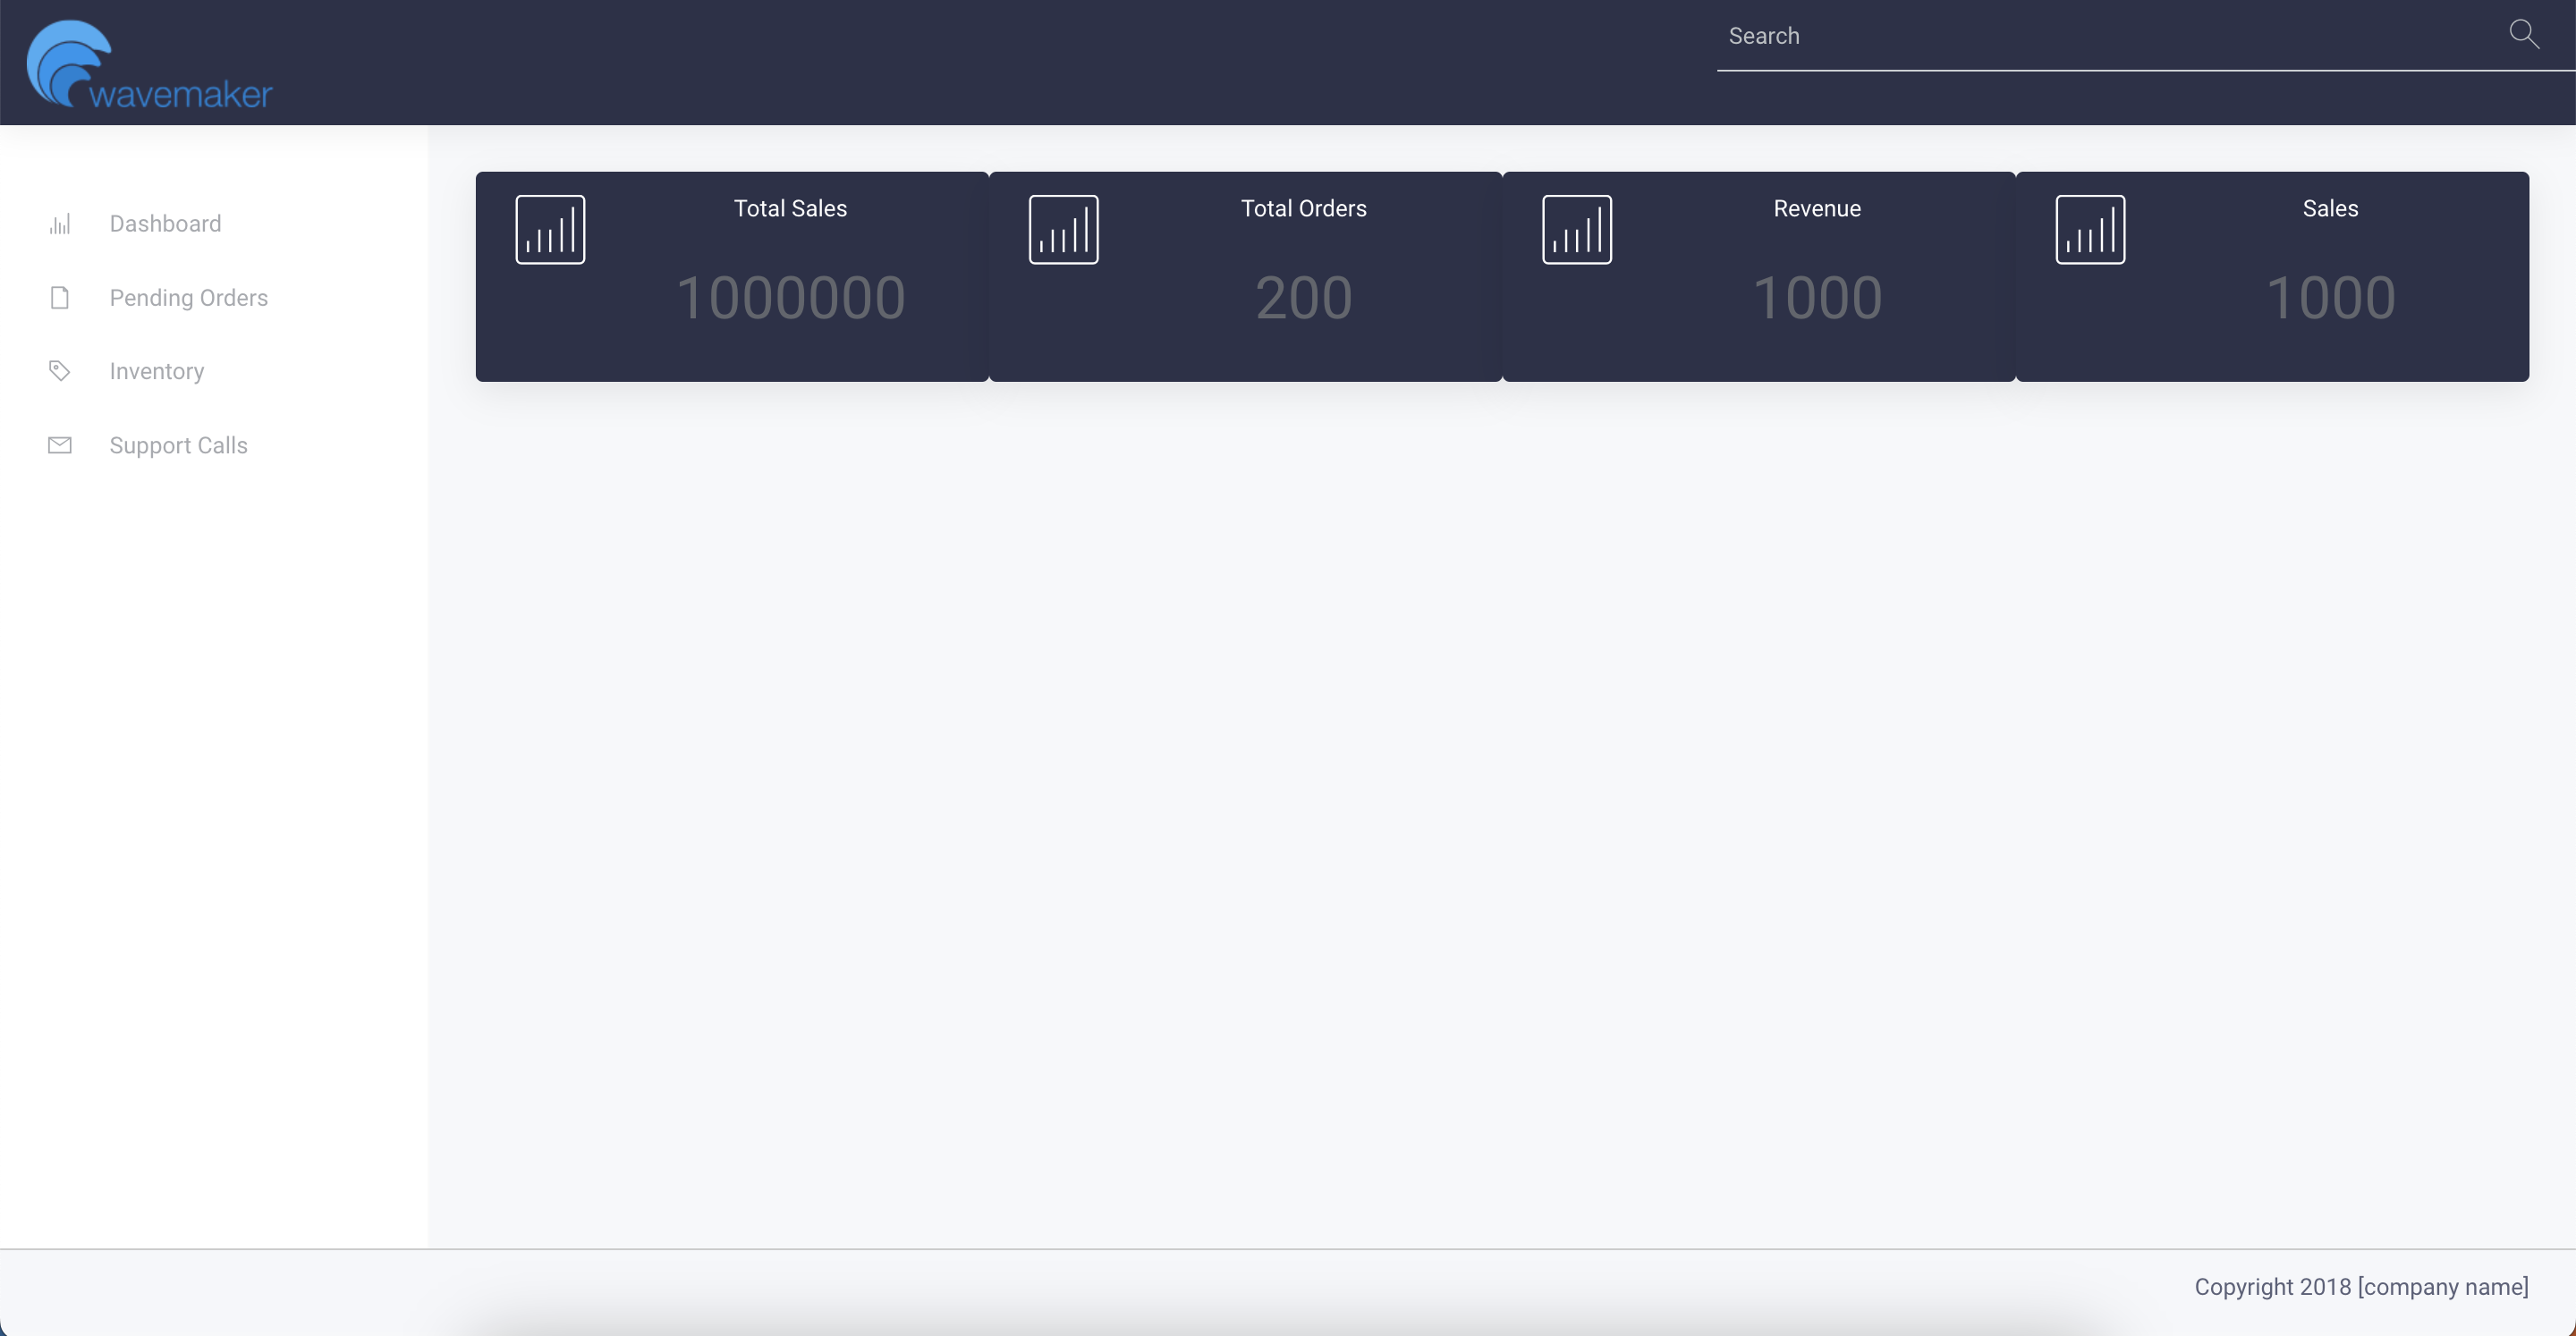 wavemaker
Search
Dashboard
Pending Orders
Inventory
Support Calls
Total Sales
1000000
Total Orders
200
Revenue
1000
Sales
1000
Copyright 2018 [company name]